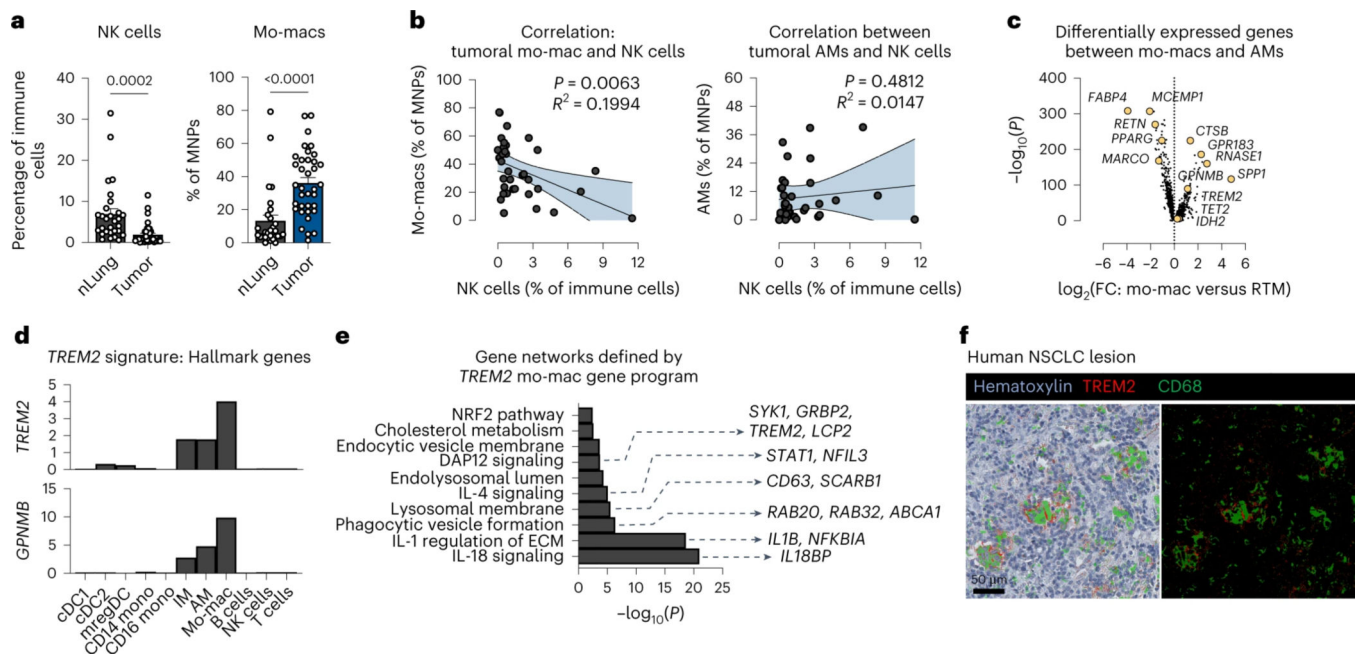 a
NK cells
Mo-macs
Percentage of immune
cells
40
30
20
10
0
0.0002
nLung
Tumor
% of MNPs
100
80
60
40
20
0
<0.0001
nLung
Tumor
b
Correlation:
tumoral mo-mac and NK cells
Mo-macs (% of MNPs)
100
80
60
40
20
0
P = 0.0063
R² = 0.1994
0 3 6 9 12
NK cells (% of immune cells)
Correlation between
tumoral AMs and NK cells
AMs (% of MNPs)
60
48
36
24
12
0
P = 0.4812
R² = 0.0147
0 3 6 9 12
NK cells (% of immune cells)
c
Differentially expressed genes
between mo-macs and AMs
−log₁₀(P)
400
300
200
100
0
FABP4
MCEMP1
RETN
PPARG
MARCO
CTSB
GPR183
RNASE1
GPNMB
SPP1
TREM2
TET2
IDH2
−6 −4 −2 0 2 4 6
log₂(FC: mo-mac versus RTM)
d
TREM2 signature: Hallmark genes
TREM2
5
4
3
2
1
0
GPNMB
15
10
5
0
cDC1
cDC2
mregDC
CD14 mono
CD16 mono
IM
AM
Mo-mac
B cells
NK cells
T cells
e
Gene networks defined by
TREM2 mo-mac gene program
NRF2 pathway
Cholesterol metabolism
Endocytic vesicle membrane
DAP12 signaling
Endolysosomal lumen
IL-4 signaling
Lysosomal membrane
Phagocytic vesicle formation
IL-1 regulation of ECM
IL-18 signaling
SYK1, GRBP2,
TREM2, LCP2
STAT1, NFIL3
CD63, SCARB1
RAB20, RAB32, ABCA1
IL1B, NFKBIA
IL18BP
0 5 10 15 20 25
−log₁₀(P)
f
Human NSCLC lesion
Hematoxylin TREM2 CD68
50 µm